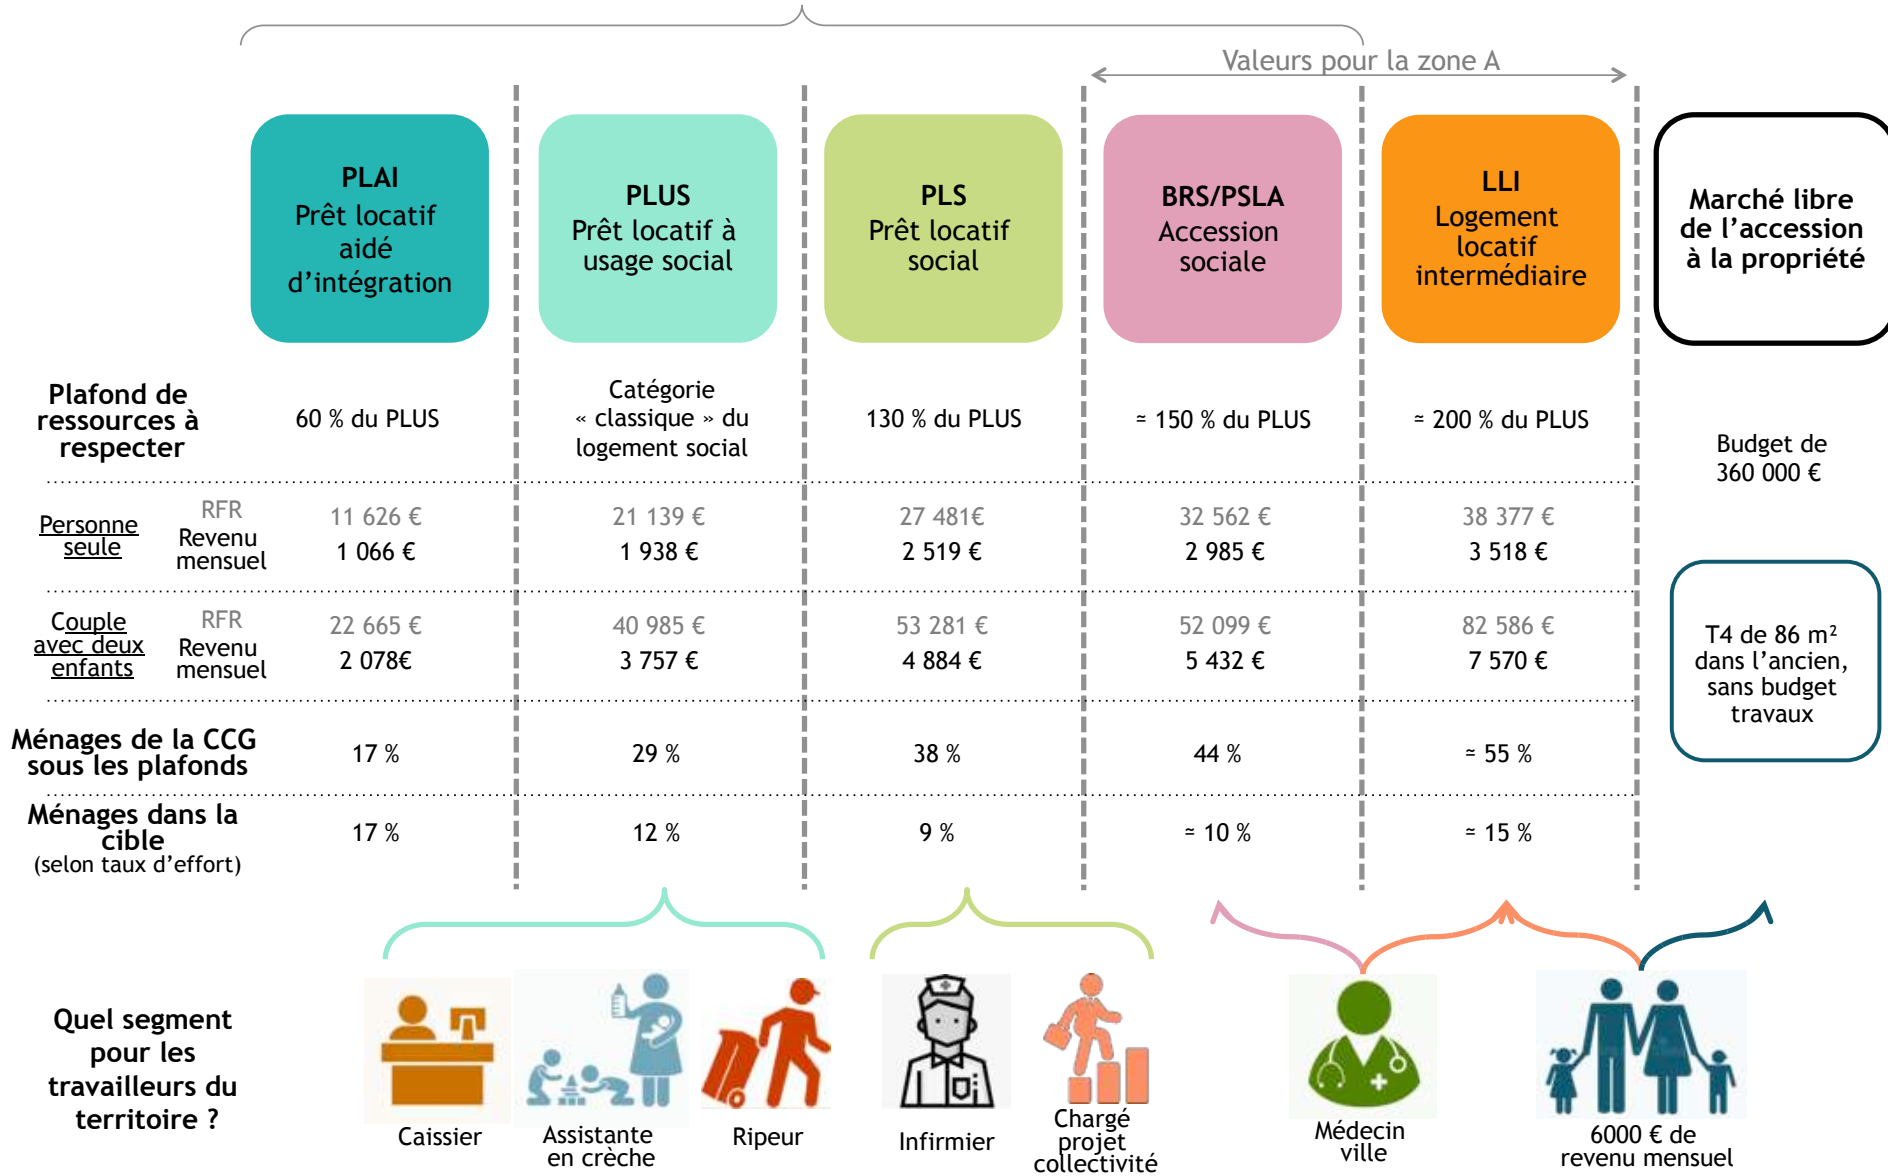 Valeurs pour la zone A
PLAI
Prêt locatif
aidé
d’intégration
PLUS
Prêt locatif à
usage social
PLS
Prêt locatif
social
BRS/PSLA
Accession
sociale
LLI
Logement
locatif
intermédiaire
Marché libre
de l’accession
à la propriété
Plafond de
ressources à
respecter
60 % du PLUS
Catégorie
« classique » du
logement social
130 % du PLUS
≃ 150 % du PLUS
≃ 200 % du PLUS
Budget de
360 000 €
Personne
seule
RFR
11 626 €
21 139 €
27 481€
32 562 €
38 377 €
Revenu
mensuel
1 066 €
1 938 €
2 519 €
2 985 €
3 518 €
Couple
avec deux
enfants
RFR
22 665 €
40 985 €
53 281 €
52 099 €
82 586 €
Revenu
mensuel
2 078€
3 757 €
4 884 €
5 432 €
7 570 €
T4 de 86 m²
dans l’ancien,
sans budget
travaux
Ménages de la CCG
sous les plafonds
17 %
29 %
38 %
44 %
≃ 55 %
Ménages dans la
cible
(selon taux d’effort)
17 %
12 %
9 %
≃ 10 %
≃ 15 %
Quel segment
pour les
travailleurs du
territoire ?
Caissier
Assistante
en crèche
Ripeur
Infirmier
Chargé
projet
collectivité
Médecin
ville
6000 € de
revenu mensuel